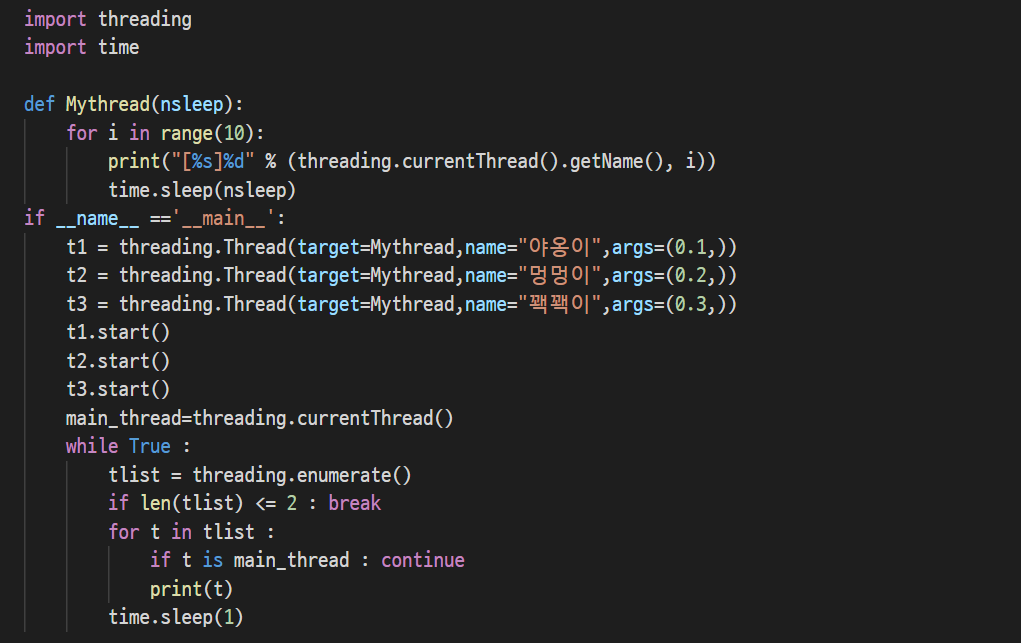 import threading
import time
def Mythread(nsleep):
    for i in range(10):
        print("[%s]%d" % (threading.currentThread().getName(), i))
        time.sleep(nsleep)
if __name__ =='__main__':
    t1 = threading.Thread(target=Mythread,name="야옹이",args=(0.1,))
    t2 = threading.Thread(target=Mythread,name="멍멍이",args=(0.2,))
    t3 = threading.Thread(target=Mythread,name="꽥꽥이",args=(0.3,))
    t1.start()
    t2.start()
    t3.start()
    main_thread=threading.currentThread()
    while True :
        tlist = threading.enumerate()
        if len(tlist) <= 2 : break
        for t in tlist :
            if t is main_thread : continue
            print(t)
        time.sleep(1)